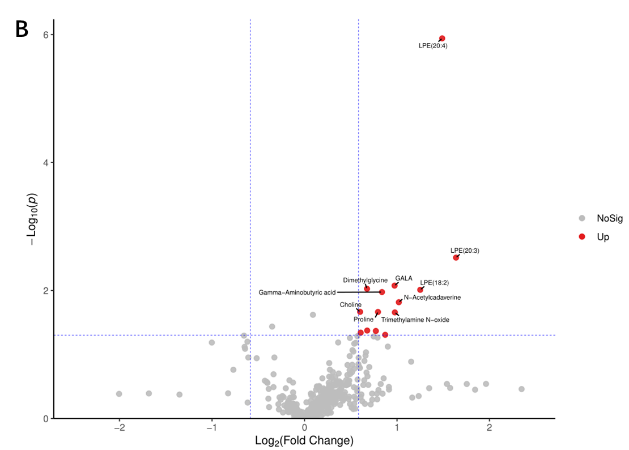 B
6
4
2
0
−Log10(p)
LPE(20:4)
LPE(20:3)
Dimethylglycine
GALA
LPE(18:2)
Gamma−Aminobutyric acid
N−Acetylcadaverine
Choline
Proline
Trimethylamine N−oxide
−2
−1
0
1
2
Log2(Fold Change)
NoSig
Up